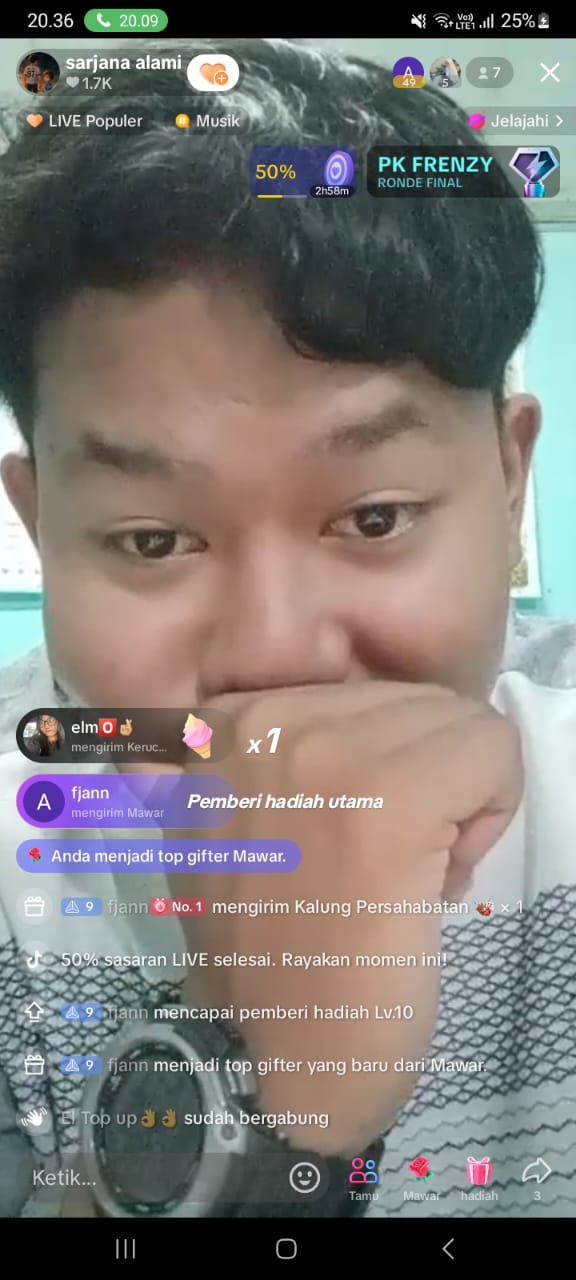 20.36
20.09
Vo))
LTE1
25%
sarjana alami
1.7K
A
49
5
7
LIVE Populer
Musik
Jelajahi >
50%
2h58m
PK FRENZY
RONDE FINAL
elm🅾️🤞🏽
mengirim Keruc...
x1
A
fjann
mengirim Mawar
Pemberi hadiah utama
Anda menjadi top gifter Mawar.
9 fjann No. 1 mengirim Kalung Persahabatan × 1
50% sasaran LIVE selesai. Rayakan momen ini!
9 fjann mencapai pemberi hadiah Lv.10
9 fjann menjadi top gifter yang baru dari Mawar.
El Top up👌🏾👌🏾 sudah bergabung
Ketik...
Tamu
Mawar
hadiah
3